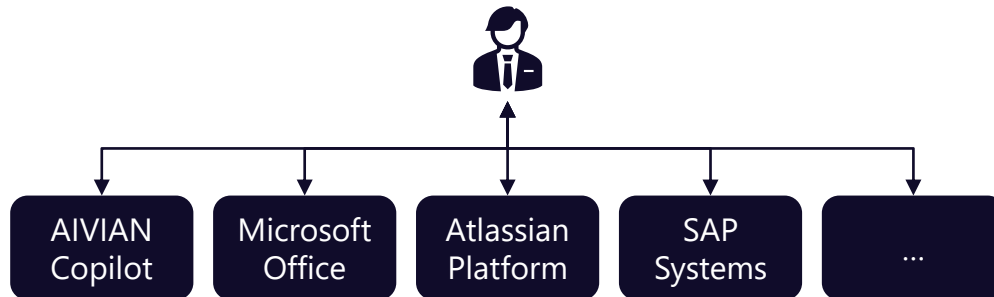 AIVIAN
Copilot
Microsoft
Office
Atlassian
Platform
SAP
Systems
...